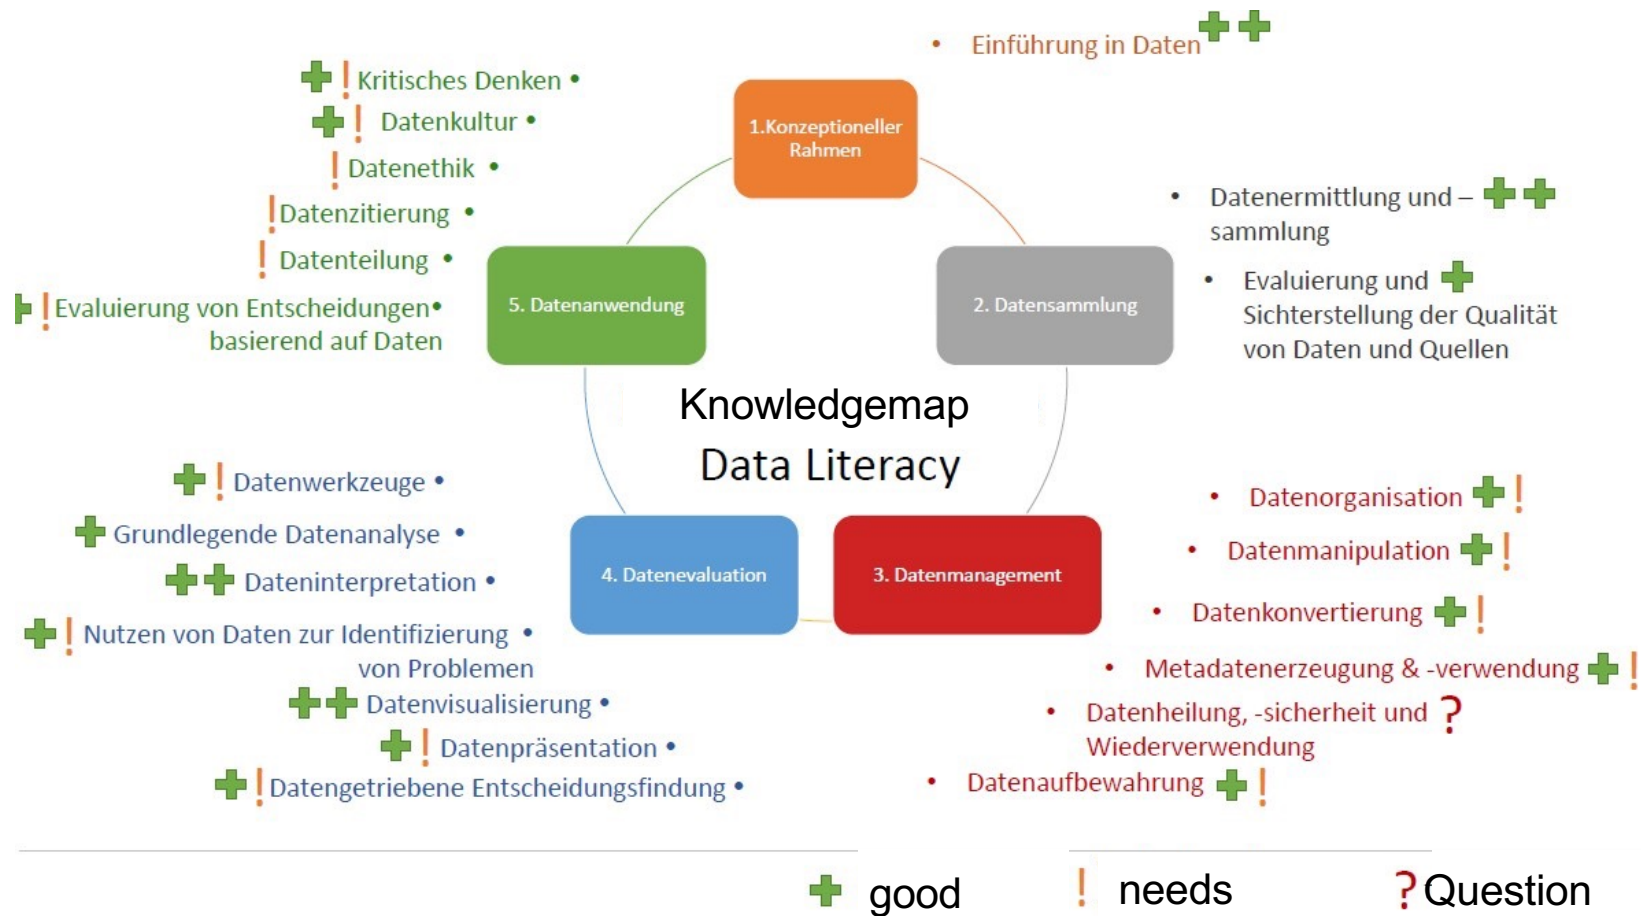 • Einführung in Daten
! Kritisches Denken •
! Datenkultur •
! Datenethik •
! Datenzitierung •
! Datenteilung •
! Evaluierung von Entscheidungen •
basierend auf Daten
1.Konzeptioneller
Rahmen
• Datenermittlung und –
sammlung
• Evaluierung und
Sichterstellung der Qualität
von Daten und Quellen
5. Datenanwendung
2. Datensammlung
Knowledgemap
Data Literacy
! Datenwerkzeuge •
Grundlegende Datenanalyse •
Dateninterpretation •
! Nutzen von Daten zur Identifizierung •
von Problemen
Datenvisualisierung •
! Datenpräsentation •
! Datengetriebene Entscheidungsfindung •
4. Datenevaluation
3. Datenmanagement
• Datenorganisation !
• Datenmanipulation !
• Datenkonvertierung !
• Metadatenerzeugung & -verwendung !
• Datenheilung, -sicherheit und ?
Wiederverwendung
• Datenaufbewahrung !
good
! needs
? Question